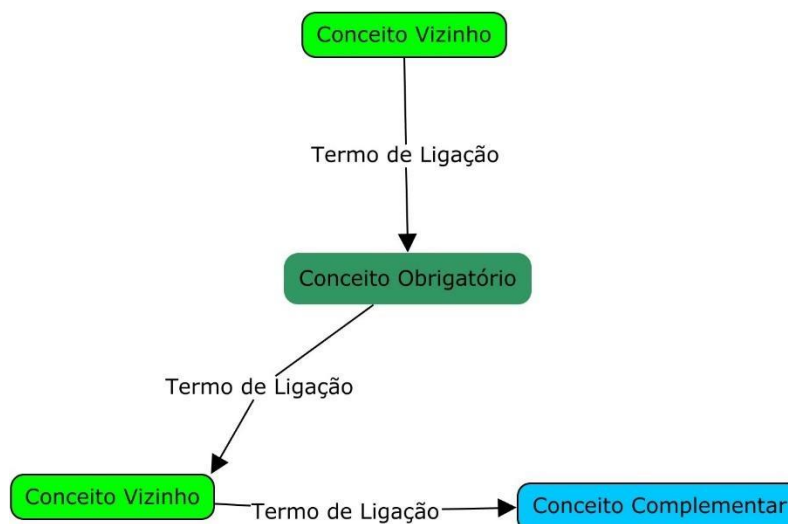 Conceito Vizinho
Termo de Ligação
Conceito Obrigatório
Termo de Ligação
Conceito Vizinho
Termo de Ligação
Conceito Complementar